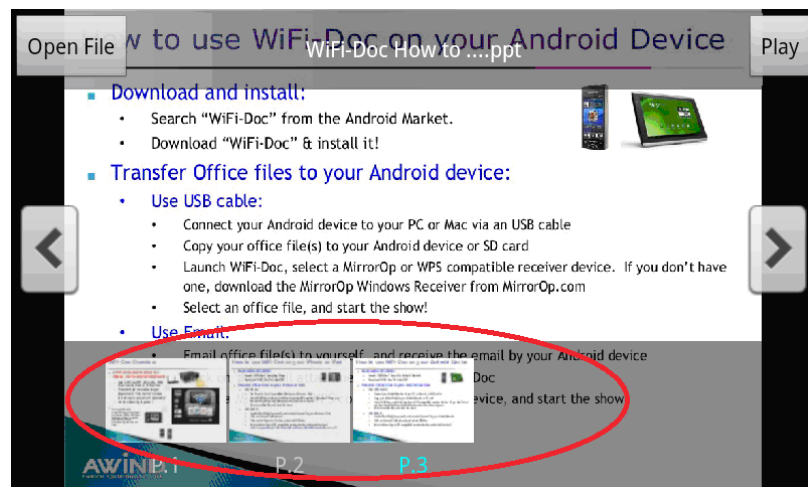 Open File
How to use WiFi-Doc on your Android Device
WiFi-Doc How to ....ppt
Play
Download and install:
Search “WiFi-Doc” from the Android Market.
Download “WiFi-Doc” & install it!
Transfer Office files to your Android device:
Use USB cable:
Connect your Android device to your PC or Mac via an USB cable
Copy your office file(s) to your Android device or SD card
Launch WiFi-Doc, select a MirrorOp or WPS compatible receiver device. If you don’t have
one, download the MirrorOp Windows Receiver from MirrorOp.com
Select an office file, and start the show!
Use Email:
Email office file(s) to yourself, and receive the email by your Android device
Doc
device, and start the show
P.1
P.2
P.3